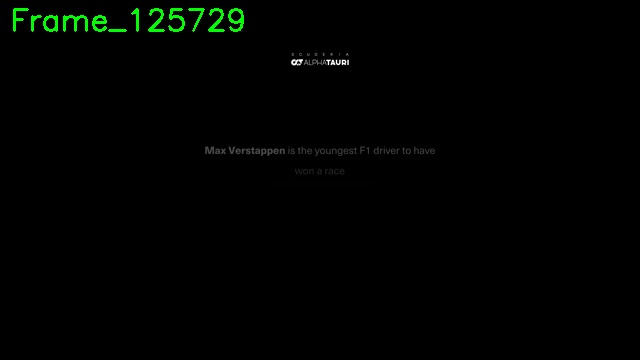 Frame_125729
SCUDERIA
ALPHATAURI
Max Verstappen is the youngest F1 driver to have
won a race